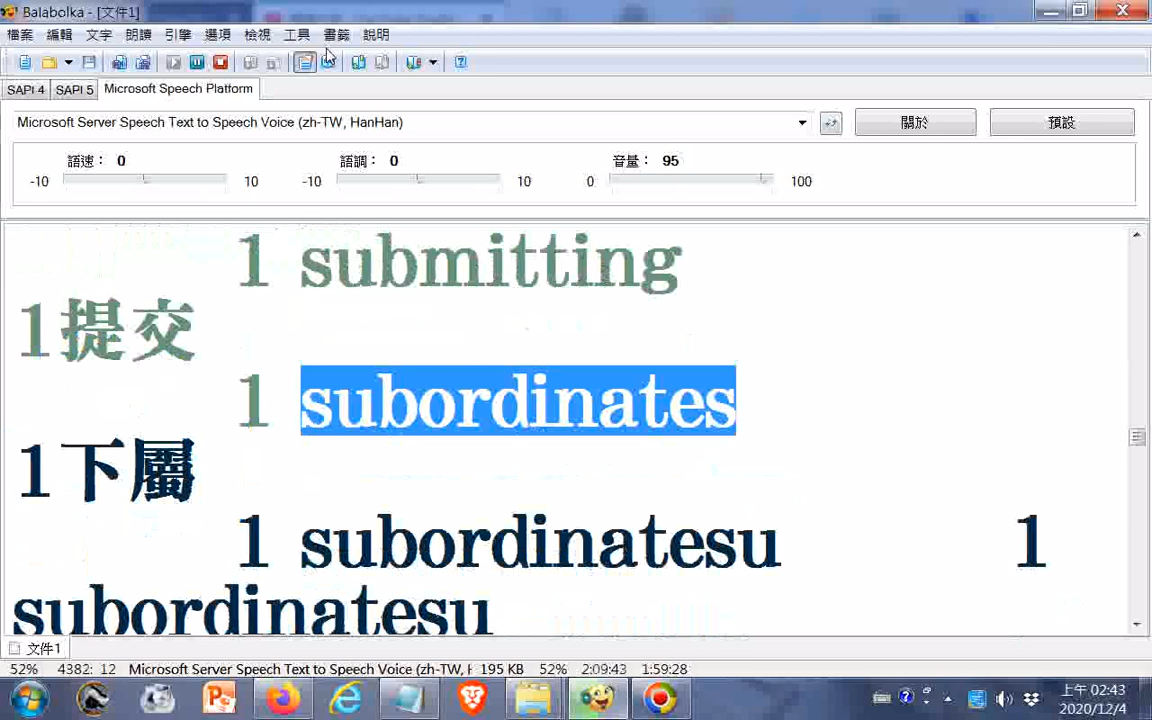 Balabolka - [文件1]
檔案 編輯 文字 朗讀 引擎 選項 檢視 工具 書籤 說明
SAPI 4 SAPI 5 Microsoft Speech Platform
Microsoft Server Speech Text to Speech Voice (zh-TW, HanHan) 關於 預設
語速： 0 語調： 0 音量： 95
-10 10 -10 10 0 100
1 submitting
1提交
1 subordinates
1下屬
1 subordinatesu 1
subordinatesu
文件1
52% 4382: 12 Microsoft Server Speech Text to Speech Voice (zh-TW, 195 KB 52% 2:09:43 1:59:28
上午 02:43
2020/12/4